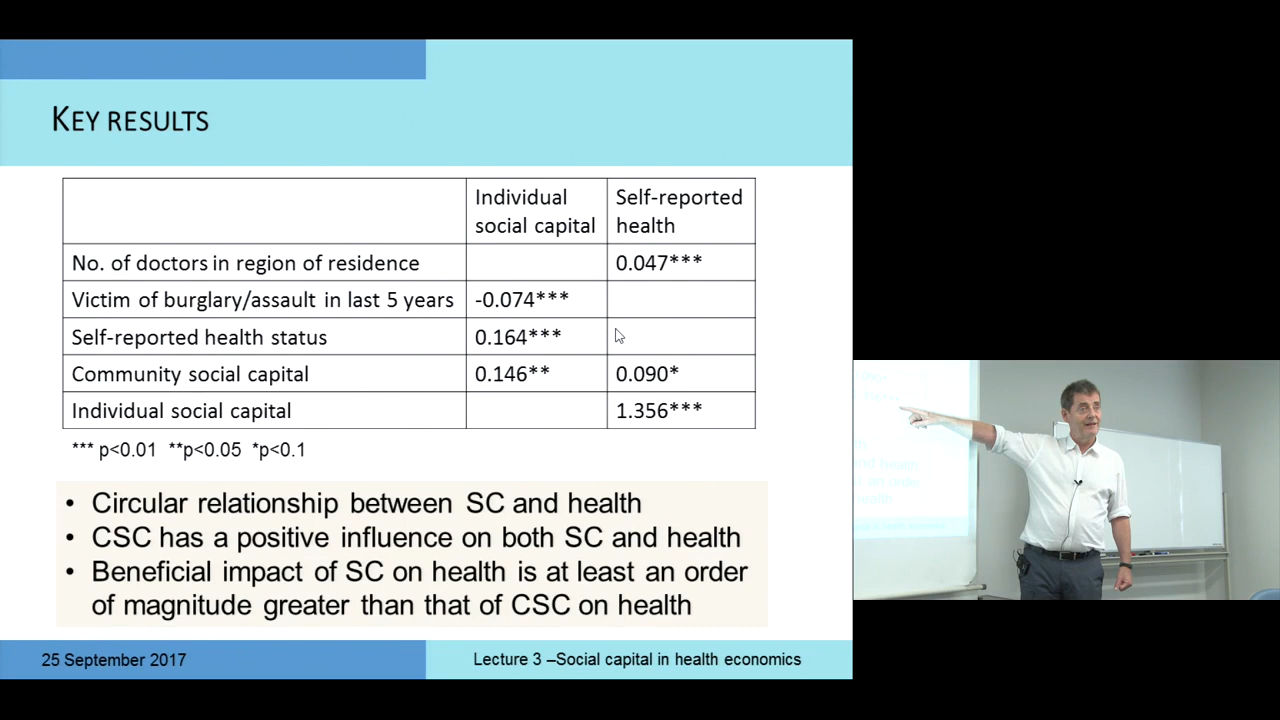 KEY RESULTS
Individual social capital
Self-reported health
No. of doctors in region of residence 0.047***
Victim of burglary/assault in last 5 years -0.074***
Self-reported health status 0.164***
Community social capital 0.146** 0.090*
Individual social capital 1.356***
*** p<0.01 **p<0.05 *p<0.1
• Circular relationship between SC and health
• CSC has a positive influence on both SC and health
• Beneficial impact of SC on health is at least an order
of magnitude greater than that of CSC on health
25 September 2017
Lecture 3 –Social capital in health economics